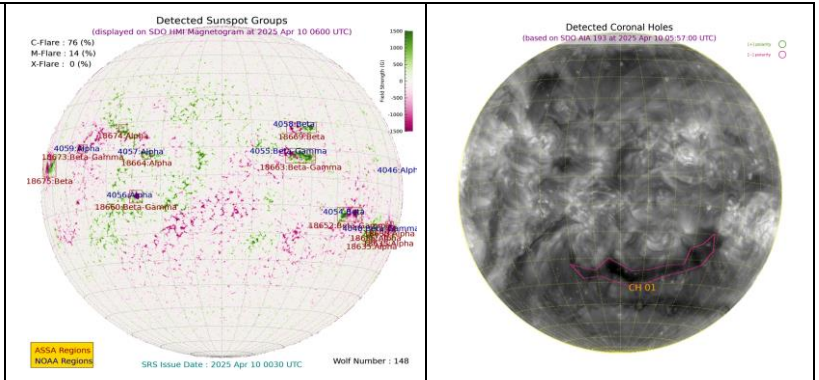 Detected Sunspot Groups
(displayed on SDO HMI Magnetogram at 2025 Apr 10 0600 UTC)
C-Flare : 76 (%)
M-Flare : 14 (%)
X-Flare : 0 (%)
1500
1000
500
0
-500
-1000
-1500
Field Strength (G)
4058:Beta
18674:Alpha
18669:Beta
4059:Alpha
4057:Alpha
4055:Beta-Gamma
18673:Beta-Gamma
18664:Alpha
18663:Beta-Gamma
4046:Alph
18675:Beta
4056:Alpha
18660:Beta-Gamma
4054:Beta
ASSA Regions
NOAA Regions
SRS Issue Date : 2025 Apr 10 0030 UTC
Wolf Number : 148
Detected Coronal Holes
(based on SDO AIA 193 at 2025 Apr 10 05:57:00 UTC)
CH 01